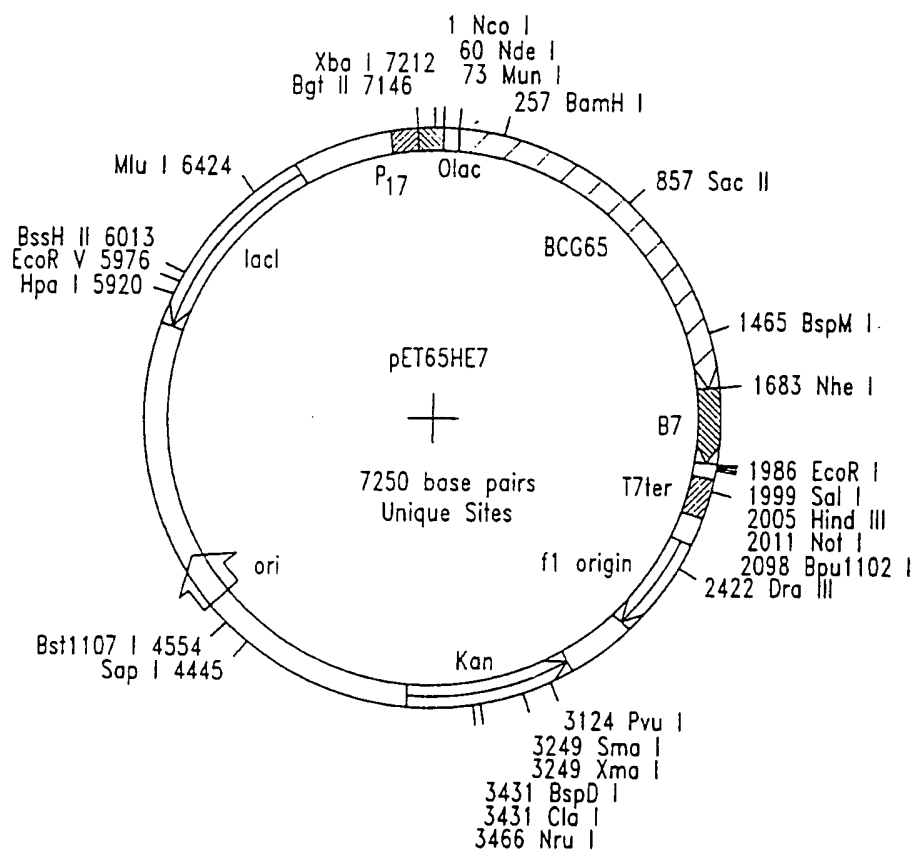 1 Nco I
60 Nde I
73 Mun I
257 BamH I
Xba I 7212
Bgt II 7146
Mlu I 6424
P17
Olac
857 Sac II
BCG65
BssH II 6013
EcoR V 5976
Hpa I 5920
lacI
1465 BspM I
pET65HE7
1683 Nhe I
B7
7250 base pairs
Unique Sites
T7ter
1986 EcoR I
1999 Sal I
2005 Hind III
2011 Not I
2098 Bpu1102 I
2422 Dra III
f1 origin
ori
Bst1107 I 4554
Sap I 4445
Kan
3124 Pvu I
3249 Sma I
3249 Xma I
3431 BspD I
3431 Cla I
3466 Nru I